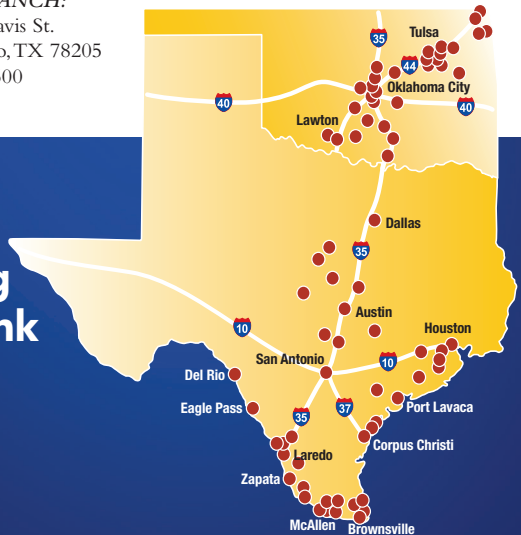 ANCH:
avis St.
o, TX 78205
00
g
nk
35
Tulsa
44
Oklahoma City
40
40
Lawton
Dallas
35
Austin
10
Houston
San Antonio
10
Del Rio
Eagle Pass
37
Port Lavaca
35
Corpus Christi
Laredo
Zapata
McAllen
Brownsville